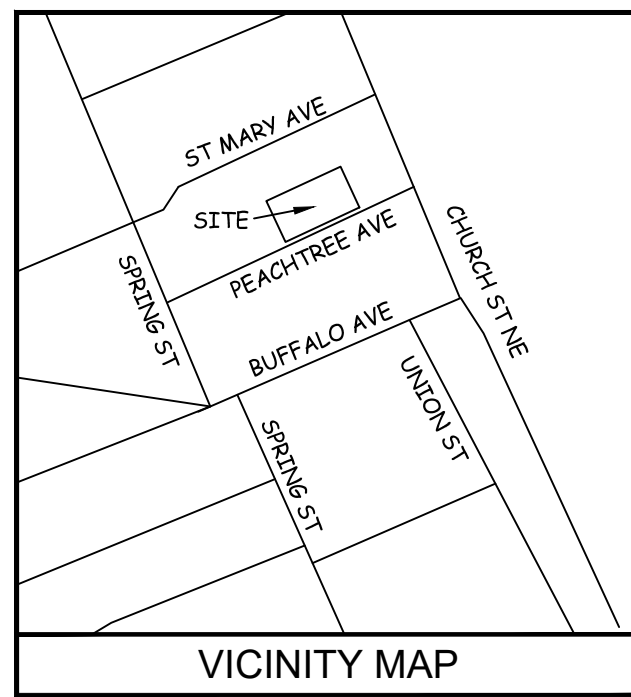 ST MARY AVE
SITE
PEACHTREE AVE
CHURCH ST NE
SPRING ST
BUFFALO AVE
UNION ST
SPRING ST
VICINITY MAP